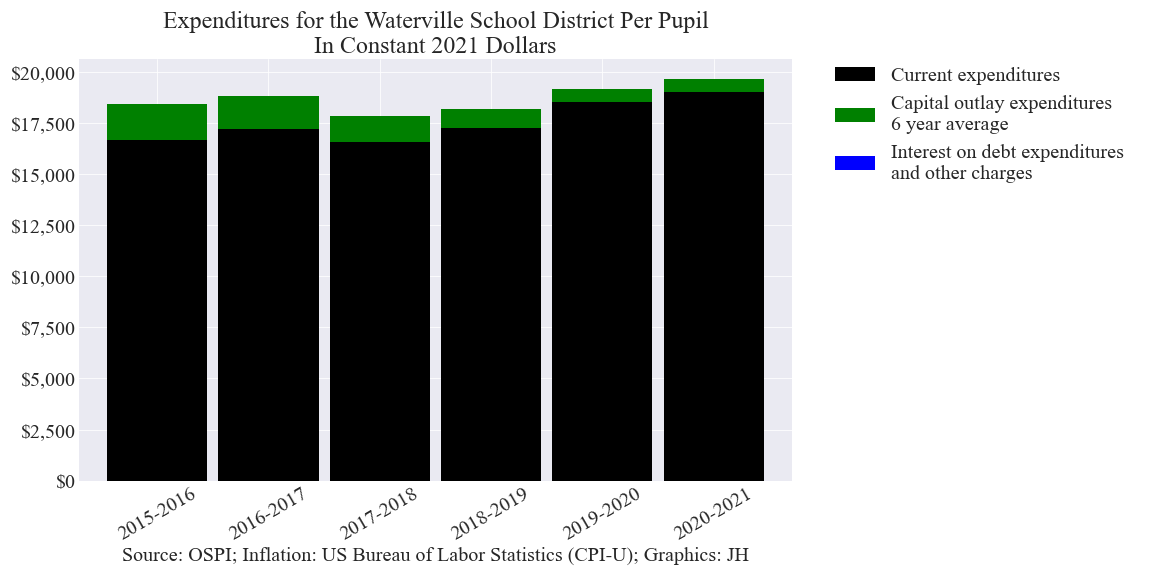 Expenditures for the Waterville School District Per Pupil
In Constant 2021 Dollars
$20,000
$17,500
$15,000
$12,500
$10,000
$7,500
$5,000
$2,500
$0
2015-2016
2016-2017
2017-2018
2018-2019
2019-2020
2020-2021
Current expenditures
Capital outlay expenditures
6 year average
Interest on debt expenditures
and other charges
Source: OSPI; Inflation: US Bureau of Labor Statistics (CPI-U); Graphics: JH